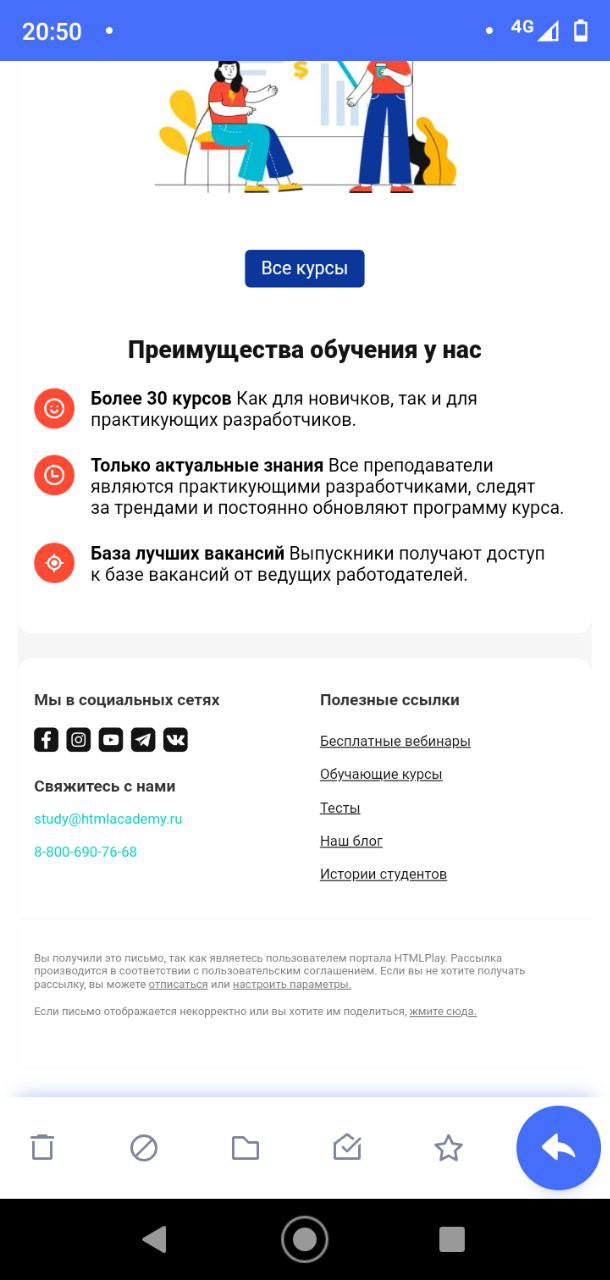 20:50
4G
$
Все курсы
Преимущества обучения у нас
Более 30 курсов Как для новичков, так и для
практикующих разработчиков.
Только актуальные знания Все преподаватели
являются практикующими разработчиками, следят
за трендами и постоянно обновляют программу курса.
База лучших вакансий Выпускники получают доступ
к базе вакансий от ведущих работодателей.
Мы в социальных сетях
Свяжитесь с нами
study@htmlacademy.ru
8-800-690-76-68
Полезные ссылки
Бесплатные вебинары
Обучающие курсы
Тесты
Наш блог
Истории студентов
Вы получили это письмо, так как являетесь пользователем портала HTMLPlay. Рассылка
производится в соответствии с пользовательским соглашением. Если вы не хотите получать
рассылку, вы можете отписаться или настроить параметры.
Если письмо отображается некорректно или вы хотите им поделиться, жмите сюда.